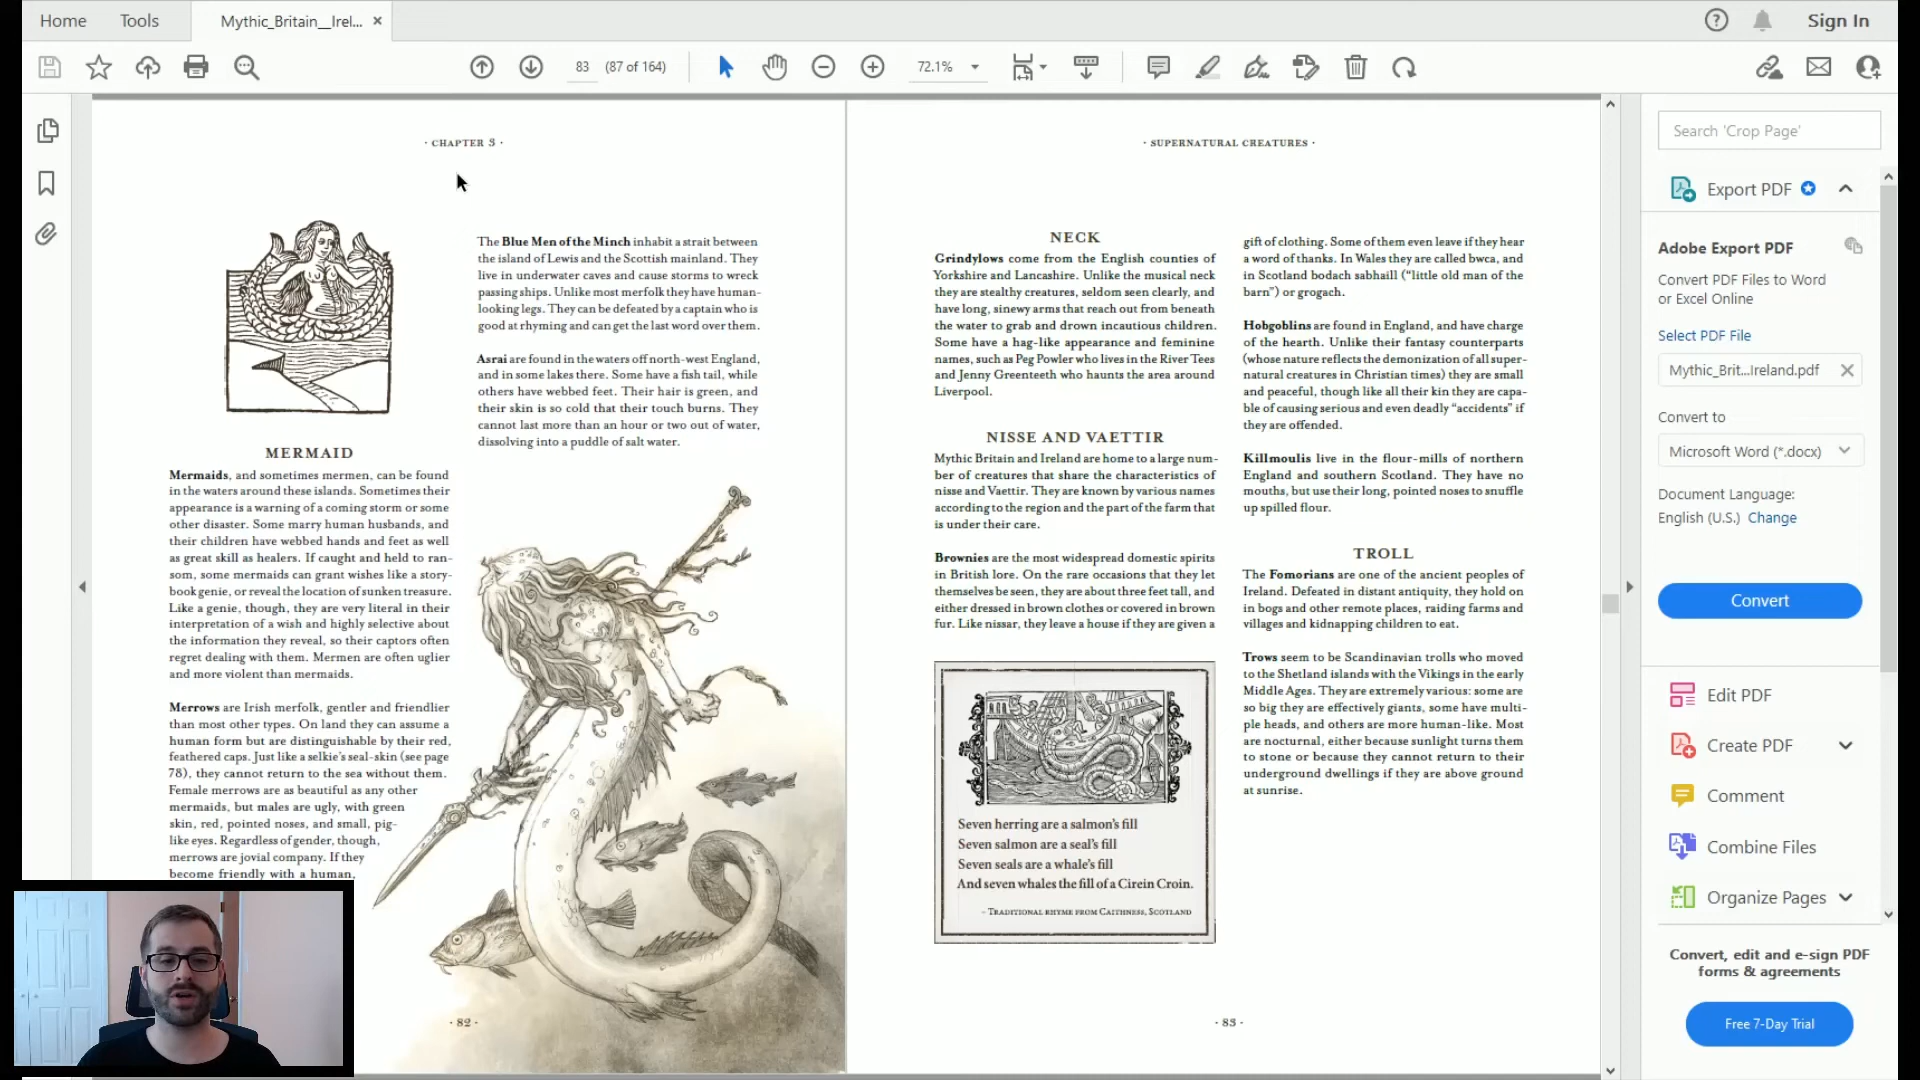 Home
Tools
Mythic_Britain__Irel...
Sign In
83
(87 of 164)
72.1%
· CHAPTER 3 ·
The Blue Men of the Minch inhabit a strait between
the island of Lewis and the Scottish mainland. They
live in underwater caves and cause storms to wreck
passing ships. Unlike most merfolk they have human-
looking legs. They can be defeated by a captain who is
good at rhyming and can get the last word over them.
Asrai are found in the waters off north-west England,
and in some lakes there. Some have a fish tail, while
others have webbed feet. Their hair is green, and
their skin is so cold that their touch burns. They
cannot last more than an hour or two out of water,
dissolving into a puddle of salt water.
MERMAID
Mermaids, and sometimes mermen, can be found
in the waters around these islands. Sometimes their
appearance is a warning of a coming storm or some
other disaster. Some marry human husbands, and
their children have webbed hands and feet as well
as great skill as healers. If caught and held to ran-
som, some mermaids can grant wishes like a story-
book genie, or reveal the location of sunken treasure.
Like a genie, though, they are very literal in their
interpretation of a wish and highly selective about
the information they reveal, so their captors often
regret dealing with them. Mermen are often uglier
and more violent than mermaids.
Merrows are Irish merfolk, gentler and friendlier
than most other types. On land they can assume a
human form but are distinguishable by their red,
feathered caps. Just like a selkie's seal-skin (see page
78), they cannot return to the sea without them.
Female merrows are as beautiful as any other
mermaids, but males are ugly, with green
skin, red, pointed noses, and small, pig-
like eyes. Regardless of gender, though,
merrows are jovial company. If they
become friendly with a human,
· 82 ·
· SUPERNATURAL CREATURES ·
NECK
Grindylows come from the English counties of
Yorkshire and Lancashire. Unlike the musical neck
they are stealthy creatures, seldom seen clearly, and
have long, sinewy arms that reach out from beneath
the water to grab and drown incautious children.
Some have a hag-like appearance and feminine
names, such as Peg Powler who lives in the River Tees
and Jenny Greenteeth who haunts the area around
Liverpool.
NISSE AND VAETTIR
Mythic Britain and Ireland are home to a large num-
ber of creatures that share the characteristics of
nisse and Vaettir. They are known by various names
according to the region and the part of the farm that
is under their care.
Brownies are the most widespread domestic spirits
in British lore. On the rare occasions that they let
themselves be seen, they are about three feet tall, and
either dressed in brown clothes or covered in brown
fur. Like nissar, they leave a house if they are given a
Seven herring are a salmon's fill
Seven salmon are a seal's fill
Seven seals are a whale's fill
And seven whales the fill of a Cirein Croin.
- TRADITIONAL RHYME FROM CAITHNESS, SCOTLAND
gift of clothing. Some of them even leave if they hear
a word of thanks. In Wales they are called bwca, and
in Scotland bodach sabhaill ("little old man of the
barn") or grogach.
Hobgoblins are found in England, and have charge
of the hearth. Unlike their fantasy counterparts
(whose nature reflects the demonization of all super-
natural creatures in Christian times) they are small
and peaceful, though like all their kin they are capa-
ble of causing serious and even deadly "accidents" if
they are offended.
Killmoulis live in the flour-mills of northern
England and southern Scotland. They have no
mouths, but use their long, pointed noses to snuffle
up spilled flour.
TROLL
The Fomorians are one of the ancient peoples of
Ireland. Defeated in distant antiquity, they hold on
in bogs and other remote places, raiding farms and
villages and kidnapping children to eat.
Trows seem to be Scandinavian trolls who moved
to the Shetland islands with the Vikings in the early
Middle Ages. They are extremely various: some are
so big they are effectively giants, some have multi-
ple heads, and others are more human-like. Most
are nocturnal, either because sunlight turns them
to stone or because they cannot return to their
underground dwellings if they are above ground
at sunrise.
· 83 ·
Search 'Crop Page'
Export PDF
Adobe Export PDF
Convert PDF Files to Word
or Excel Online
Select PDF File
Mythic_Brit...Ireland.pdf
Convert to
Microsoft Word (*.docx)
Document Language:
English (U.S.) Change
Convert
Edit PDF
Create PDF
Comment
Combine Files
Organize Pages
Convert, edit and e-sign PDF
forms & agreements
Free 7-Day Trial